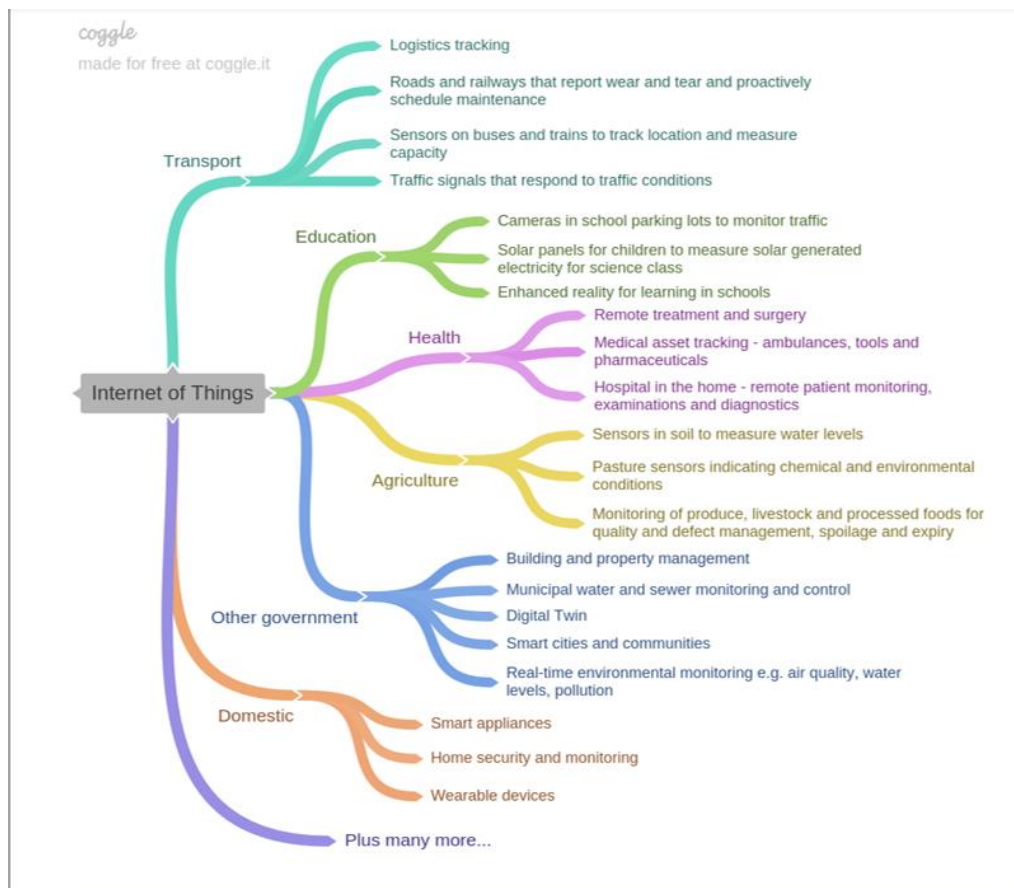 coggle
made for free at coggle.it
Logistics tracking
Roads and railways that report wear and tear and proactively
schedule maintenance
Sensors on buses and trains to track location and measure
capacity
Transport
Traffic signals that respond to traffic conditions
Education
Cameras in school parking lots to monitor traffic
Solar panels for children to measure solar generated
electricity for science class
Enhanced reality for learning in schools
Health
Remote treatment and surgery
Medical asset tracking - ambulances, tools and
pharmaceuticals
Hospital in the home - remote patient monitoring,
examinations and diagnostics
Internet of Things
Agriculture
Sensors in soil to measure water levels
Pasture sensors indicating chemical and environmental
conditions
Monitoring of produce, livestock and processed foods for
quality and defect management, spoilage and expiry
Other government
Building and property management
Municipal water and sewer monitoring and control
Digital Twin
Smart cities and communities
Real-time environmental monitoring e.g. air quality, water
levels, pollution
Domestic
Smart appliances
Home security and monitoring
Wearable devices
Plus many more...